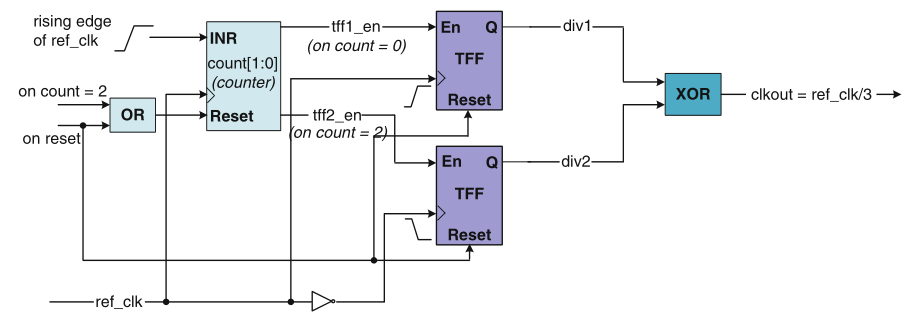 rising edge
of ref_clk
INR
count[1:0]
(counter)
Reset
on count = 2
OR
on reset
tff1_en
(on count = 0)
tff2_en
(on count = 2)
En Q
TFF
Reset
En Q
TFF
Reset
div1
div2
XOR
clkout = ref_clk/3
ref_clk